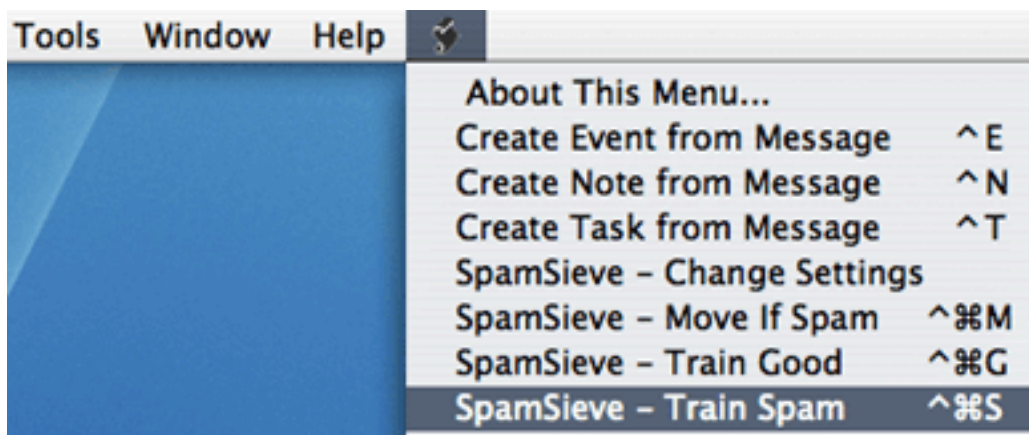 Tools Window Help
About This Menu...
Create Event from Message ^E
Create Note from Message ^N
Create Task from Message ^T
SpamSieve – Change Settings
SpamSieve – Move If Spam ^⌘M
SpamSieve – Train Good ^⌘G
SpamSieve – Train Spam ^⌘S